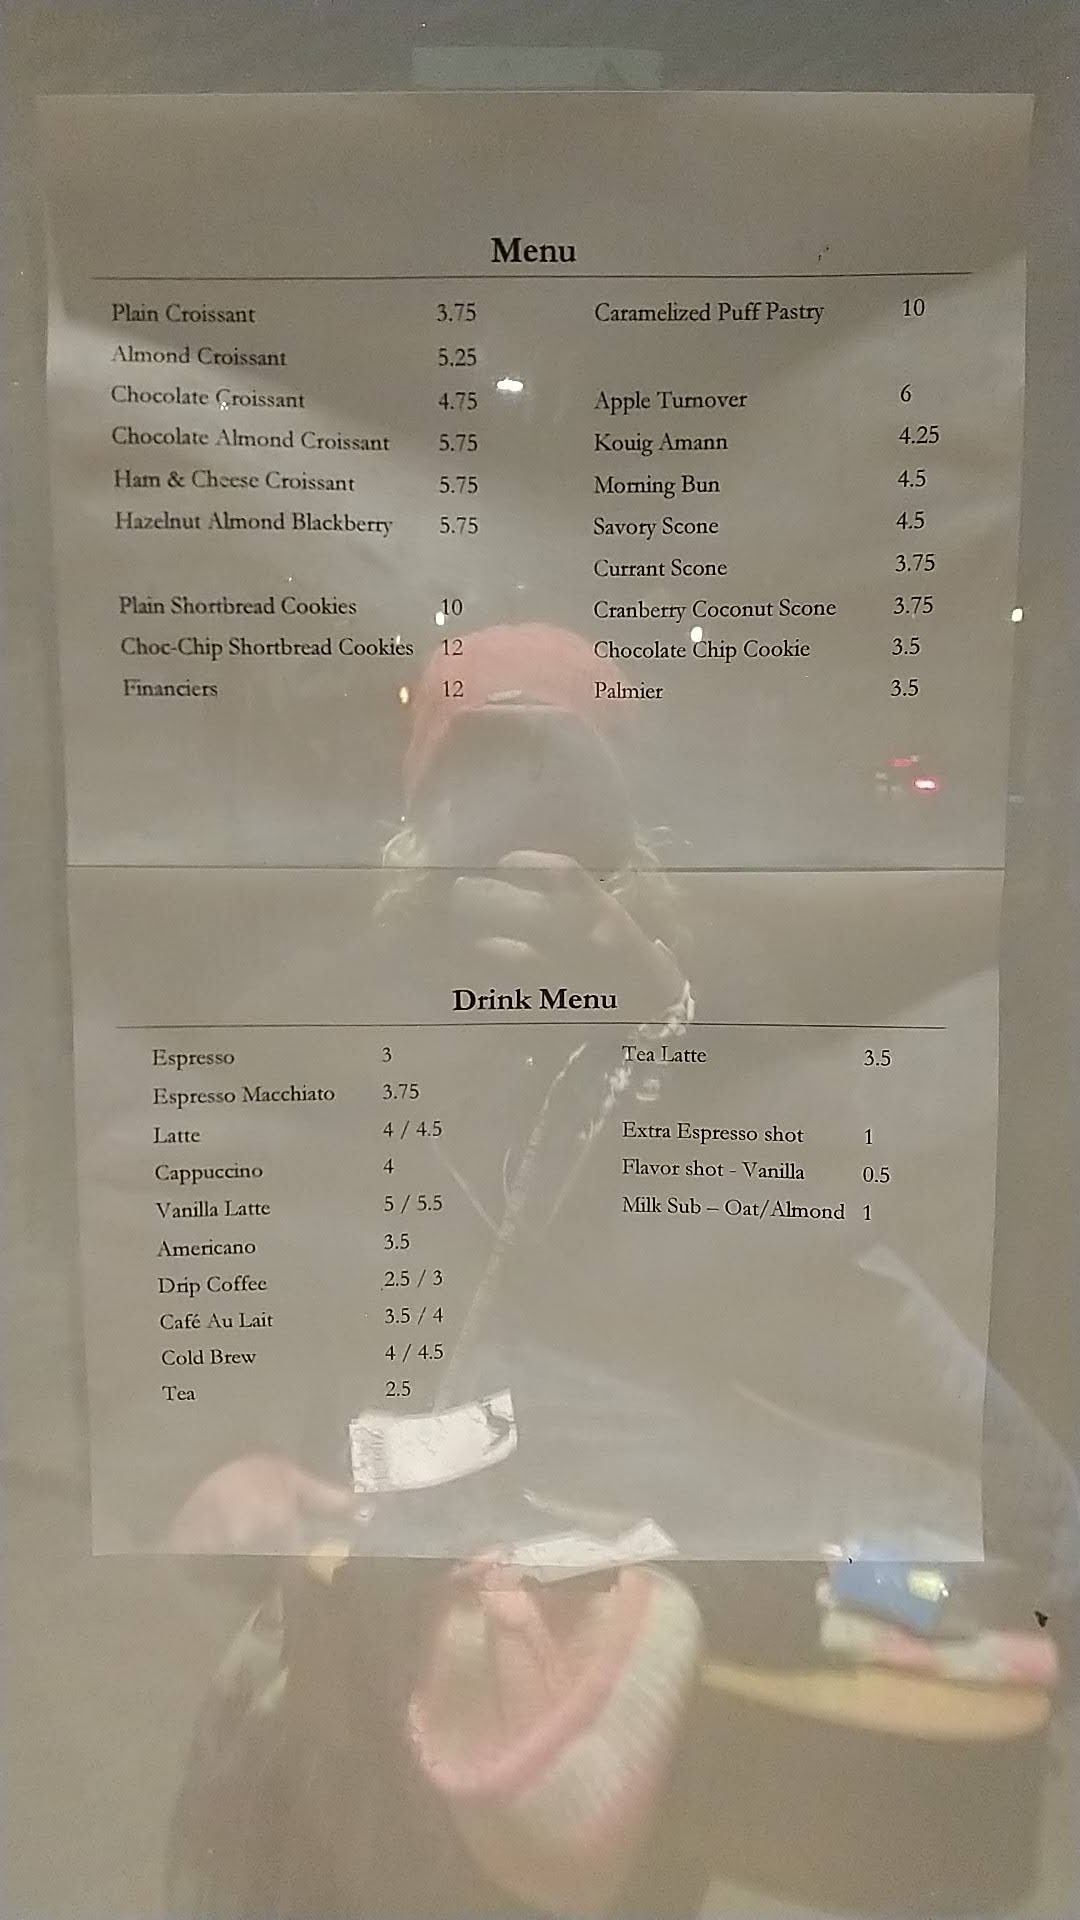 Menu
Plain Croissant 3.75
Almond Croissant 5.25
Chocolate Croissant 4.75
Chocolate Almond Croissant 5.75
Ham & Cheese Croissant 5.75
Hazelnut Almond Blackberry 5.75
Plain Shortbread Cookies 10
Choc-Chip Shortbread Cookies 12
Financiers 12
Caramelized Puff Pastry 10
Apple Turnover 6
Kouig Amann 4.25
Morning Bun 4.5
Savory Scone 4.5
Currant Scone 3.75
Cranberry Coconut Scone 3.75
Chocolate Chip Cookie 3.5
Palmier 3.5
Drink Menu
Espresso 3
Espresso Macchiato 3.75
Latte 4 / 4.5
Cappuccino 4
Vanilla Latte 5 / 5.5
Americano 3.5
Drip Coffee 2.5 / 3
Café Au Lait 3.5 / 4
Cold Brew 4 / 4.5
Tea 2.5
Tea Latte 3.5
Extra Espresso shot 1
Flavor shot - Vanilla 0.5
Milk Sub – Oat/Almond 1